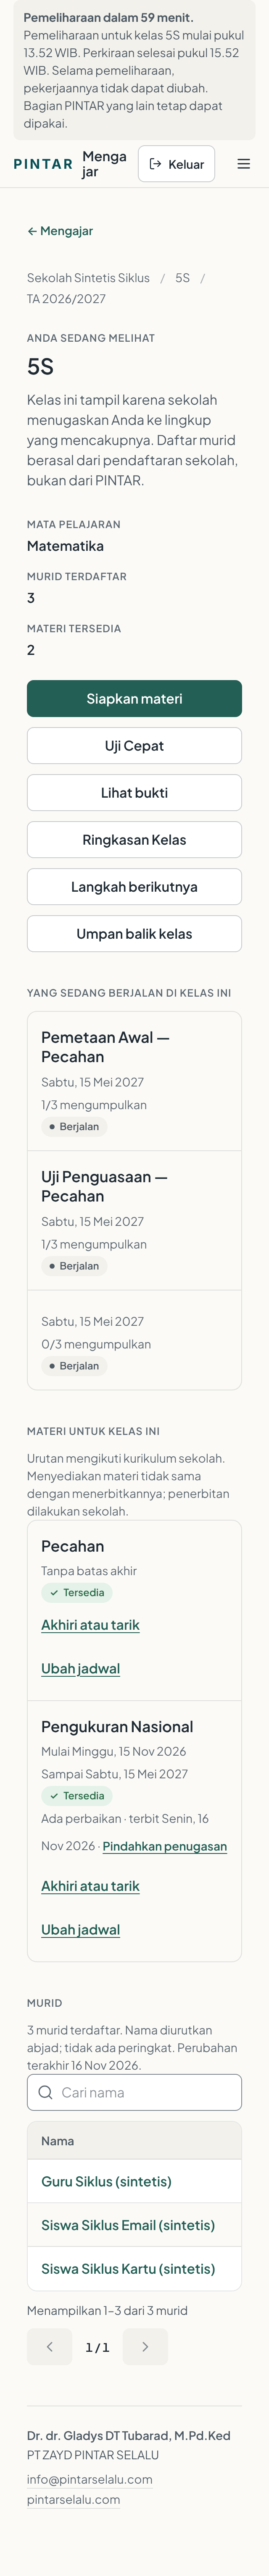 Pemeliharaan dalam 59 menit.
Pemeliharaan untuk kelas 5S mulai pukul
13.52 WIB. Perkiraan selesai pukul 15.52
WIB. Selama pemeliharaan,
pekerjaannya tidak dapat diubah.
Bagian PINTAR yang lain tetap dapat
dipakai.
PINTAR
Menga
jar
Keluar
← Mengajar
Sekolah Sintetis Siklus / 5S /
TA 2026/2027
ANDA SEDANG MELIHAT
5S
Kelas ini tampil karena sekolah
menugaskan Anda ke lingkup
yang mencakupnya. Daftar murid
berasal dari pendaftaran sekolah,
bukan dari PINTAR.
MATA PELAJARAN
Matematika
MURID TERDAFTAR
3
MATERI TERSEDIA
2
Siapkan materi
Uji Cepat
Lihat bukti
Ringkasan Kelas
Langkah berikutnya
Umpan balik kelas
YANG SEDANG BERJALAN DI KELAS INI
Pemetaan Awal —
Pecahan
Sabtu, 15 Mei 2027
1/3 mengumpulkan
Berjalan
Uji Penguasaan —
Pecahan
Sabtu, 15 Mei 2027
1/3 mengumpulkan
Berjalan
Sabtu, 15 Mei 2027
0/3 mengumpulkan
Berjalan
MATERI UNTUK KELAS INI
Urutan mengikuti kurikulum sekolah.
Menyediakan materi tidak sama
dengan menerbitkannya; penerbitan
dilakukan sekolah.
Pecahan
Tanpa batas akhir
✓ Tersedia
Akhiri atau tarik
Ubah jadwal
Pengukuran Nasional
Mulai Minggu, 15 Nov 2026
Sampai Sabtu, 15 Mei 2027
✓ Tersedia
Ada perbaikan · terbit Senin, 16
Nov 2026 · Pindahkan penugasan
Akhiri atau tarik
Ubah jadwal
MURID
3 murid terdaftar. Nama diurutkan
abjad; tidak ada peringkat. Perubahan
terakhir 16 Nov 2026.
Cari nama
Nama
Guru Siklus (sintetis)
Siswa Siklus Email (sintetis)
Siswa Siklus Kartu (sintetis)
Menampilkan 1–3 dari 3 murid
1 / 1
Dr. dr. Gladys DT Tubarad, M.Pd.Ked
PT ZAYD PINTAR SELALU
info@pintarselalu.com
pintarselalu.com